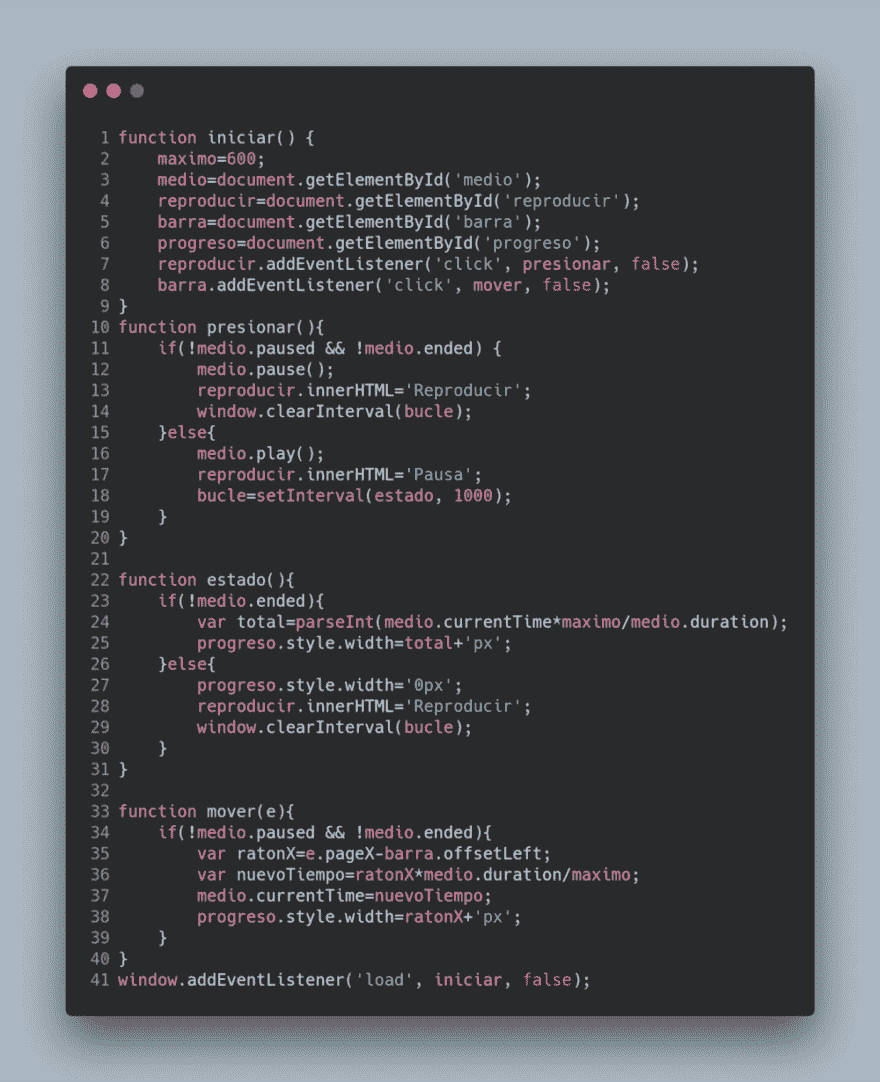 1 function iniciar() {
2     maximo=600;
3     medio=document.getElementById('medio');
4     reproducir=document.getElementById('reproducir');
5     barra=document.getElementById('barra');
6     progreso=document.getElementById('progreso');
7     reproducir.addEventListener('click', presionar, false);
8     barra.addEventListener('click', mover, false);
9 }
10 function presionar(){
11     if(!medio.paused && !medio.ended) {
12         medio.pause();
13         reproducir.innerHTML='Reproducir';
14         window.clearInterval(bucle);
15     }else{
16         medio.play();
17         reproducir.innerHTML='Pausa';
18         bucle=setInterval(estado, 1000);
19     }
20 }
21
22 function estado(){
23     if(!medio.ended){
24         var total=parseInt(medio.currentTime*maximo/medio.duration);
25         progreso.style.width=total+'px';
26     }else{
27         progreso.style.width='0px';
28         reproducir.innerHTML='Reproducir';
29         window.clearInterval(bucle);
30     }
31 }
32
33 function mover(e){
34     if(!medio.paused && !medio.ended){
35         var ratonX=e.pageX-barra.offsetLeft;
36         var nuevoTiempo=ratonX*medio.duration/maximo;
37         medio.currentTime=nuevoTiempo;
38         progreso.style.width=ratonX+'px';
39     }
40 }
41 window.addEventListener('load', iniciar, false);